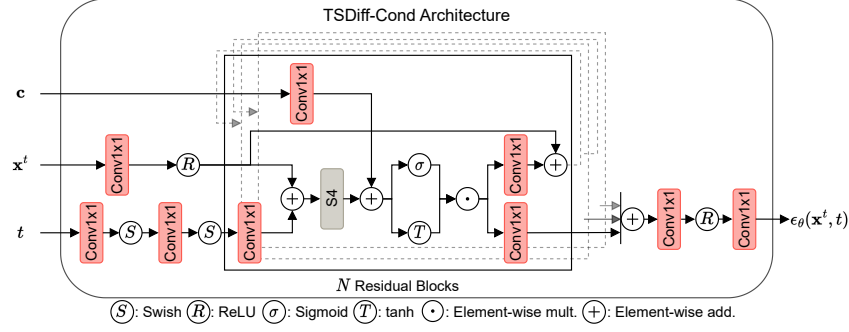 TSDiff-Cond Architecture
c
Conv1x1
x^t
Conv1x1
R
Conv1x1
+
σ
S4
+
+
·
T
t
Conv1x1
S
Conv1x1
S
Conv1x1
Conv1x1
+
Conv1x1
R
Conv1x1
ϵ_θ(x^t, t)
N Residual Blocks
S: Swish R: ReLU σ: Sigmoid T: tanh ·: Element-wise mult. +: Element-wise add.